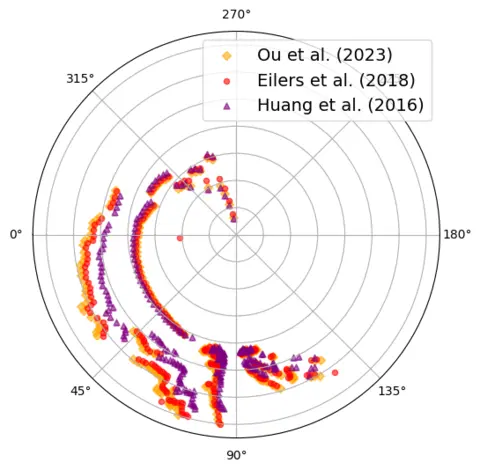 270°
315°
Ou et al. (2023)
Eilers et al. (2018)
Huang et al. (2016)
0°
180°
45°
135°
90°